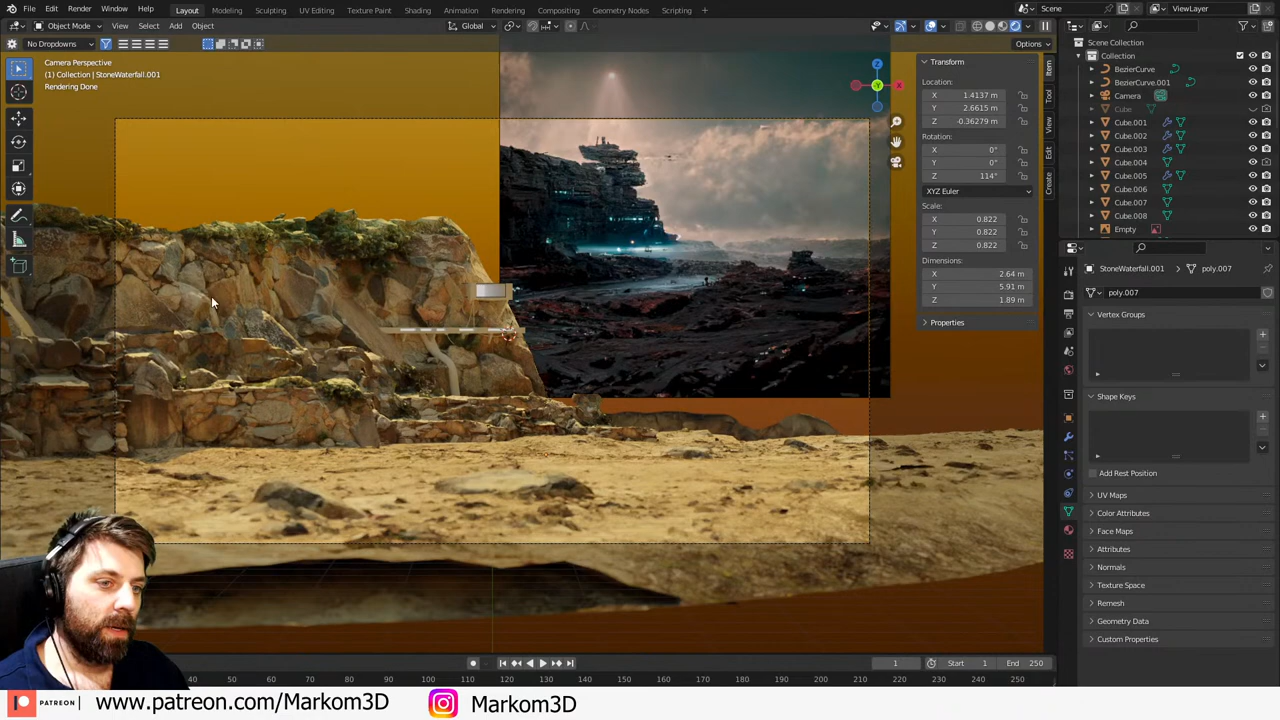 File Edit Render Window Help
Layout Modeling Sculpting UV Editing Texture Paint Shading Animation Rendering Compositing Geometry Nodes Scripting +
Scene
ViewLayer
Object Mode View Select Add Object
Global
No Dropdowns
Options
Camera Perspective
(1) Collection | StoneWaterfall.001
Rendering Done
Z
Y
X
Transform
Location:
X 1.4137 m
Y 2.6615 m
Z -0.36279 m
Rotation:
X 0°
Y 0°
Z 114°
XYZ Euler
Scale:
X 0.822
Y 0.822
Z 0.822
Dimensions:
X 2.64 m
Y 5.91 m
Z 1.89 m
Properties
Item
Tool
View
Edit
Create
Scene Collection
Collection
BezierCurve
BezierCurve.001
Camera
Cube
Cube.001
Cube.002
Cube.003
Cube.004
Cube.005
Cube.006
Cube.007
Cube.008
Empty
StoneWaterfall.001 poly.007
poly.007
Vertex Groups
Shape Keys
Add Rest Position
UV Maps
Color Attributes
Face Maps
Attributes
Normals
Texture Space
Remesh
Geometry Data
Custom Properties
1 Start 1 End 250
40 50 60 70 80 90 100 110 120 130 140 150 160 170 180 190 200 210 220 230 240 250
PATREON www.patreon.com/Markom3D Markom3D